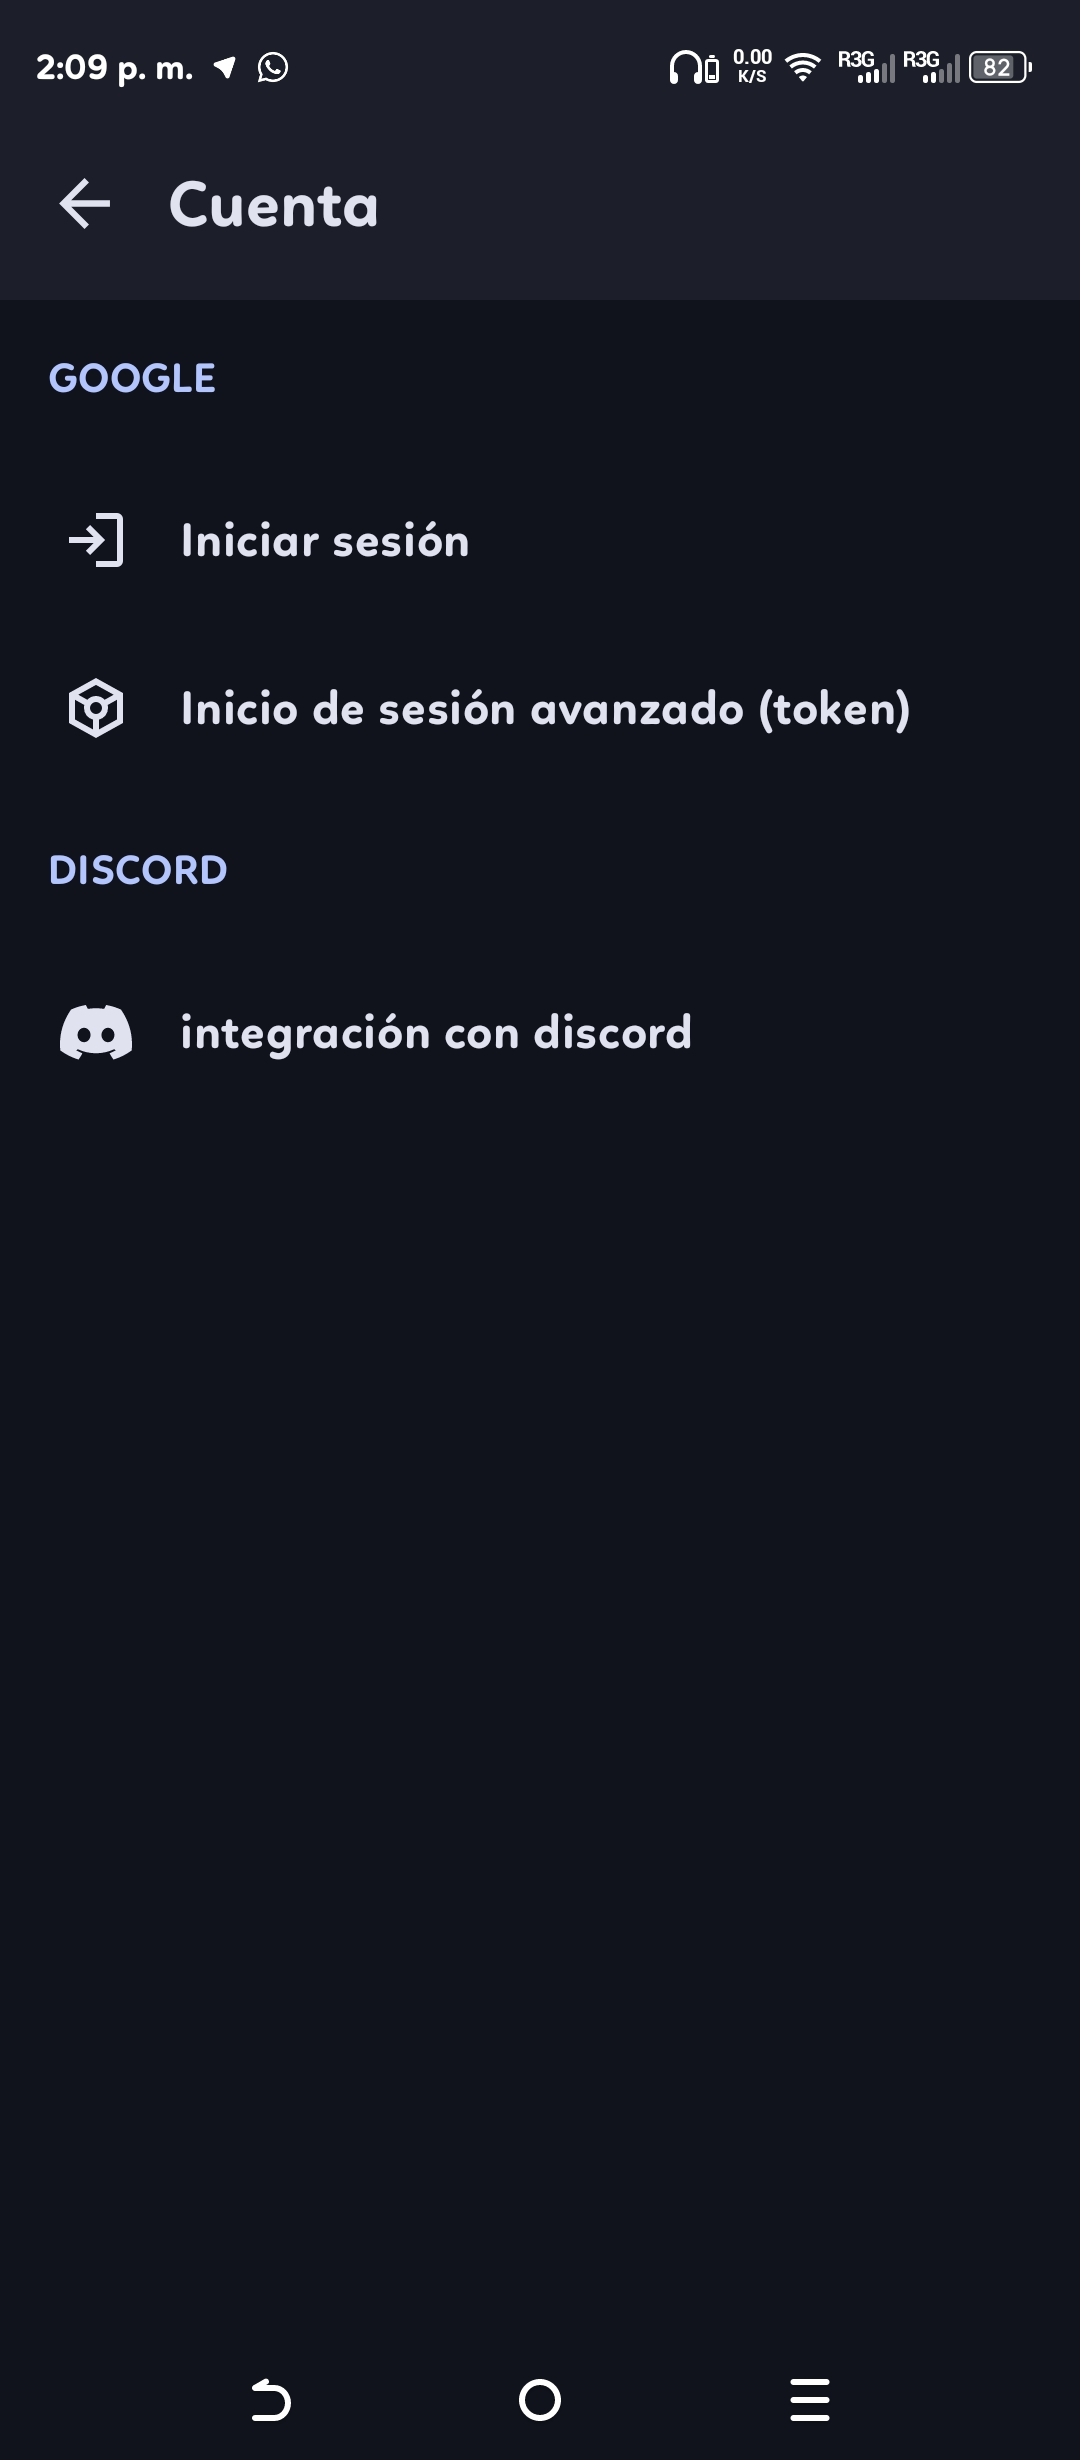 2:09 p. m.
0.00
K/S
R3G
R3G
82
Cuenta
GOOGLE
Iniciar sesión
Inicio de sesión avanzado (token)
DISCORD
integración con discord